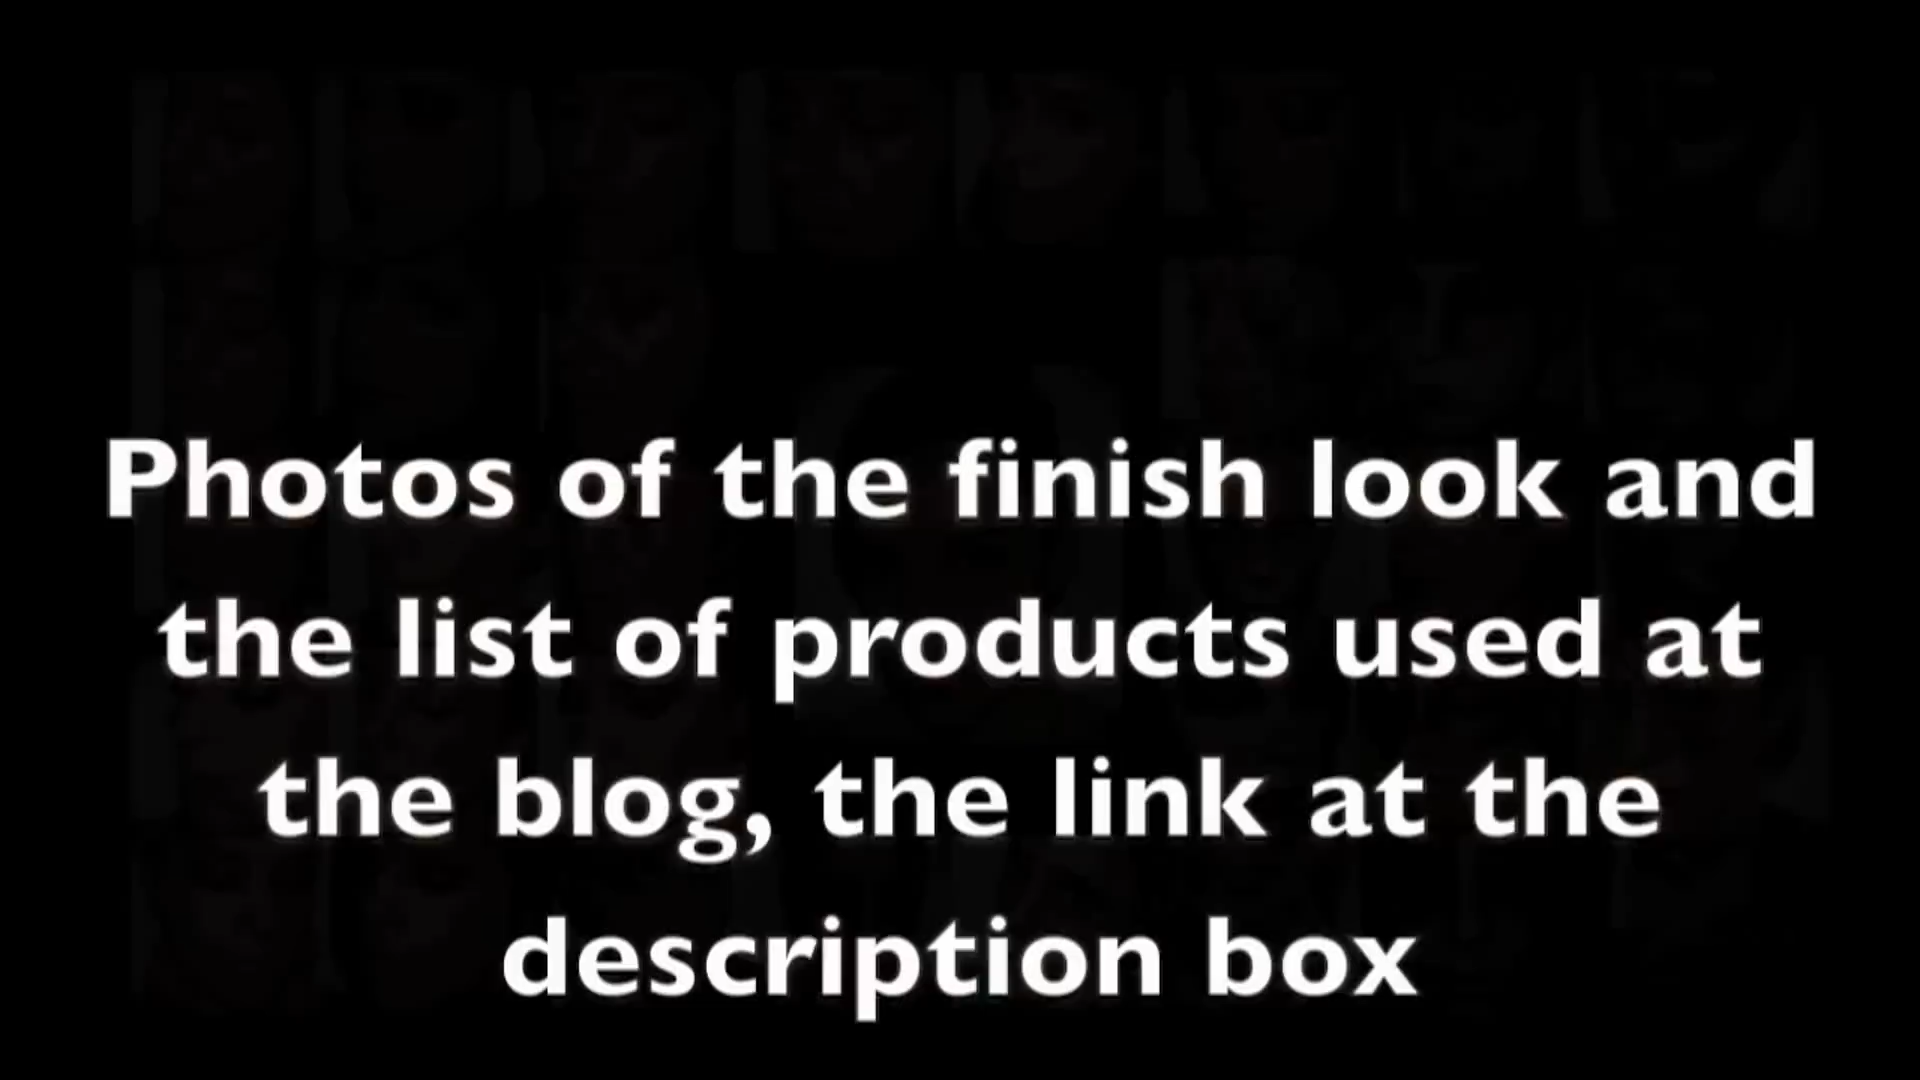 Photos of the finish look and
the list of products used at
the blog, the link at the
description box